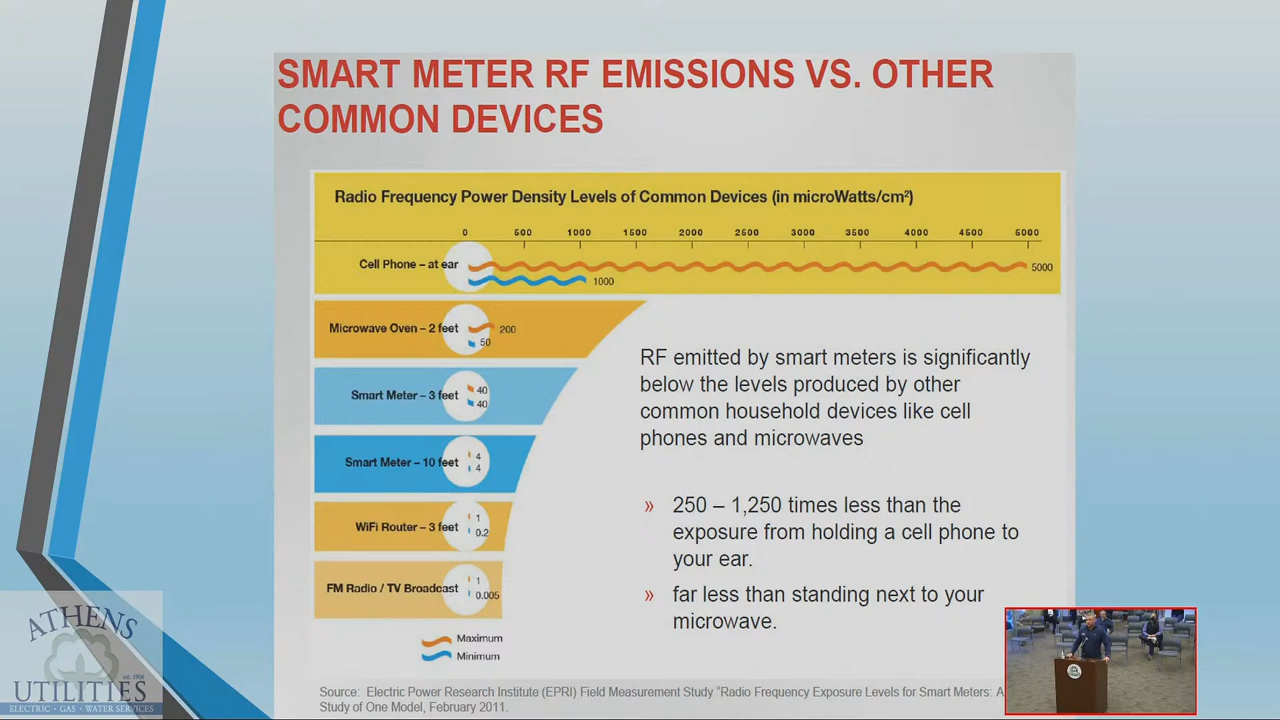 SMART METER RF EMISSIONS VS. OTHER
COMMON DEVICES
Radio Frequency Power Density Levels of Common Devices (in microWatts/cm²)
0 500 1000 1500 2000 2500 3000 3500 4000 4500 5000
Cell Phone – at ear
5000
1000
Microwave Oven – 2 feet
200
50
Smart Meter – 3 feet
40
40
Smart Meter – 10 feet
4
4
WiFi Router – 3 feet
1
0.2
FM Radio / TV Broadcast
1
0.005
Maximum
Minimum
RF emitted by smart meters is significantly
below the levels produced by other
common household devices like cell
phones and microwaves
» 250 – 1,250 times less than the
exposure from holding a cell phone to
your ear.
» far less than standing next to your
microwave.
Source: Electric Power Research Institute (EPRI) Field Measurement Study "Radio Frequency Exposure Levels for Smart Meters: A
Study of One Model, February 2011.
ATHENS
est. 1904
UTILITIES
ELECTRIC • GAS • WATER SERVICES